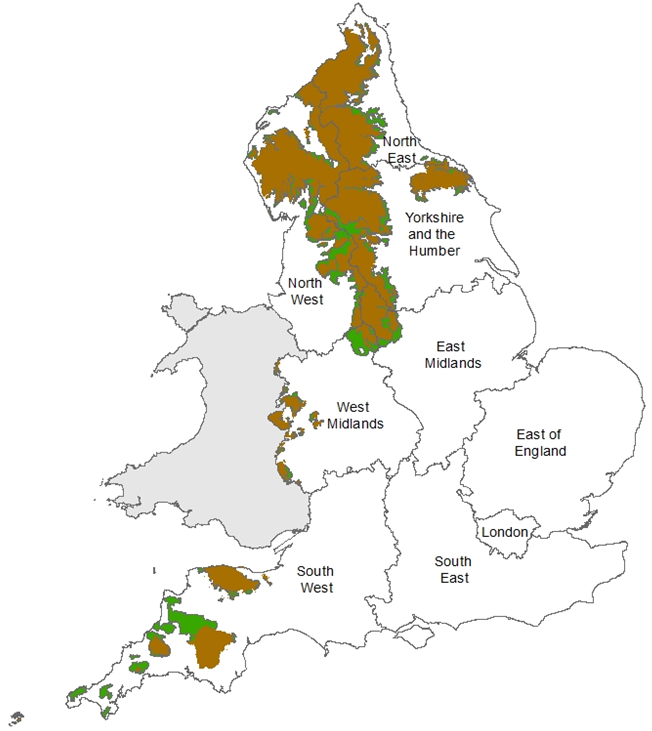 North
East
Yorkshire
and the
Humber
North
West
East
Midlands
West
Midlands
East of
England
London
South
West
South
East